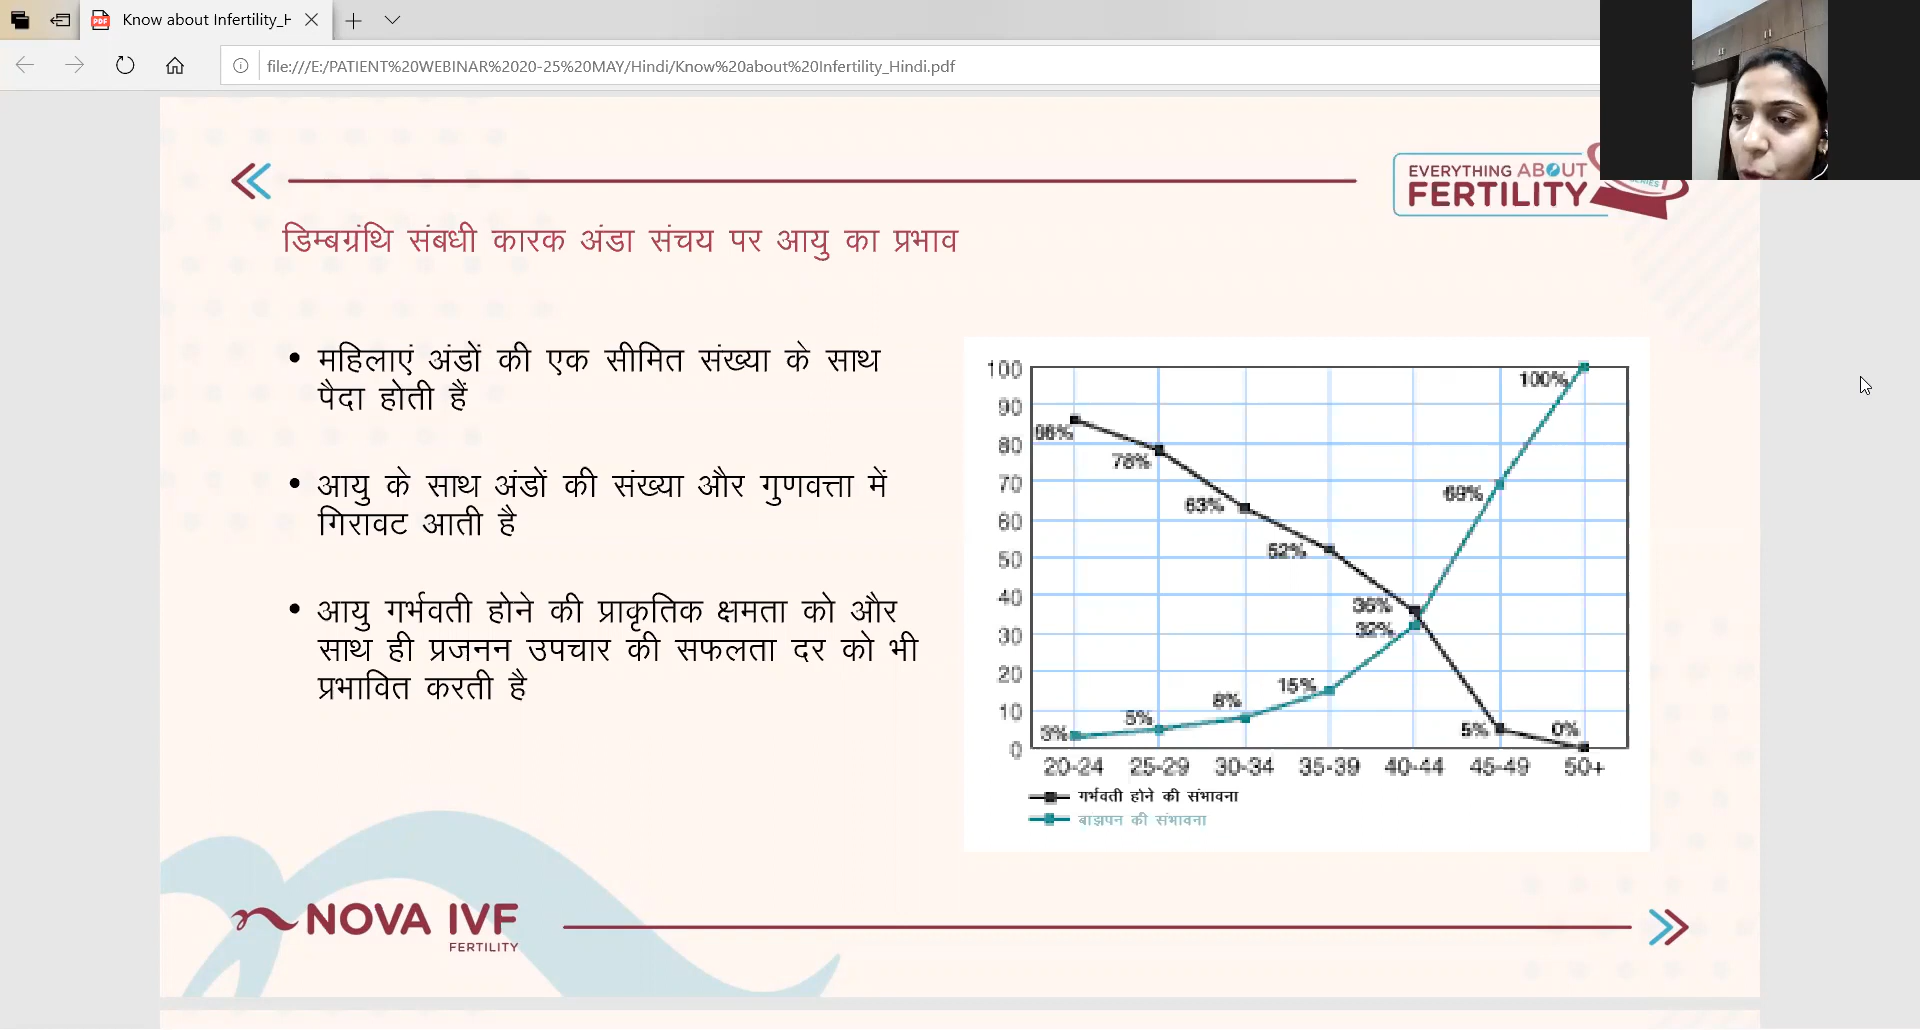 Know about Infertility_H
file:///E:/PATIENT%20WEBINAR%2020-25%20MAY/Hindi/Know%20about%20Infertility_Hindi.pdf
EVERYTHING ABOUT
FERTILITY
SERIES
डिम्बग्रंथि संबधी कारक अंडा संचय पर आयु का प्रभाव
• महिलाएं अंडों की एक सीमित संख्या के साथ
पैदा होती हैं
• आयु के साथ अंडों की संख्या और गुणवत्ता में
गिरावट आती है
• आयु गर्भवती होने की प्राकृतिक क्षमता को और
साथ ही प्रजनन उपचार की सफलता दर को भी
प्रभावित करती है
100
90
80
70
60
50
40
30
20
10
0
86%
78%
63%
52%
36%
5%
0%
3%
5%
8%
15%
32%
69%
100%
20-24 25-29 30-34 35-39 40-44 45-49 50+
गर्भवती होने की संभावना
बाझपन की संभावना
NOVA IVF
FERTILITY